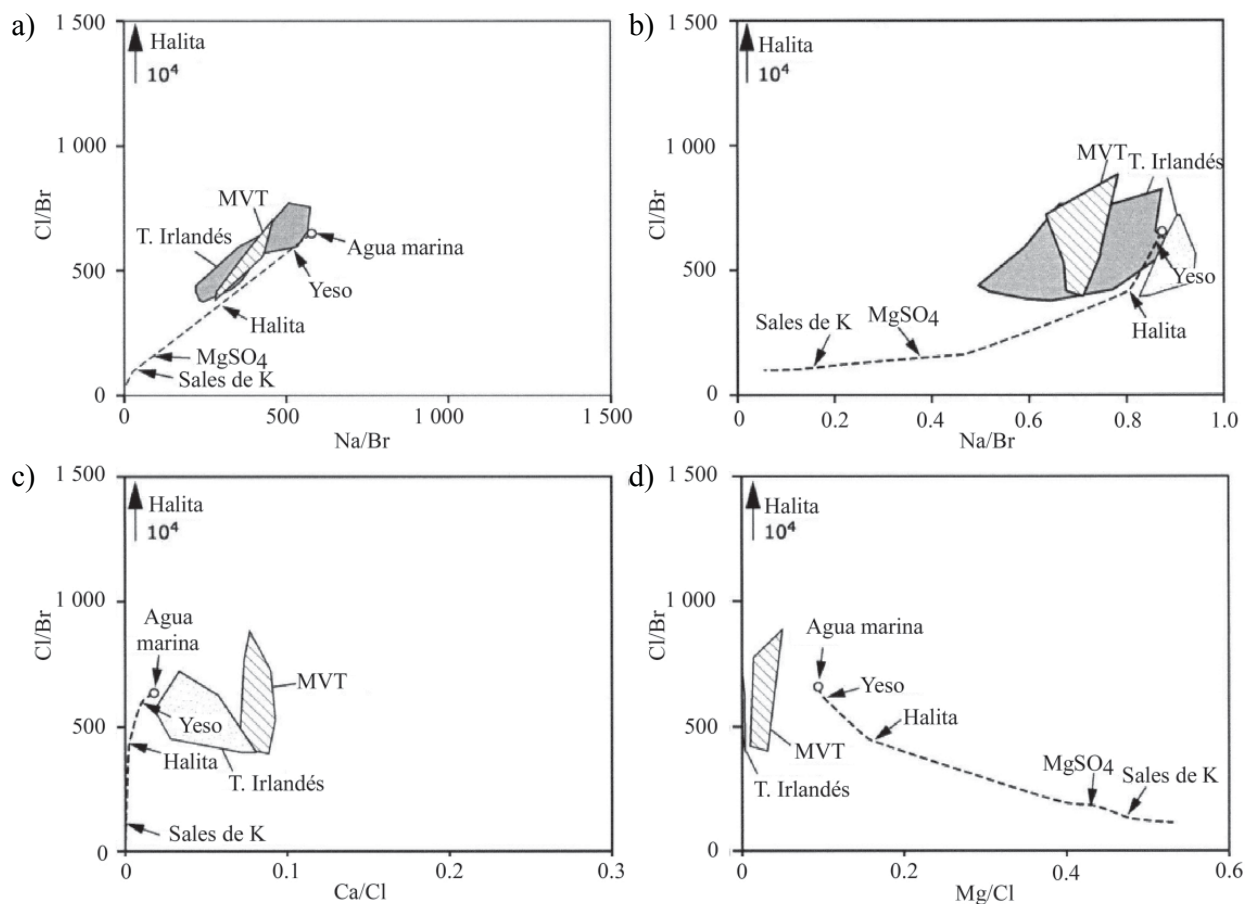 a)
1 500
Halita
10⁴
1 000
MVT
T. Irlandés
Agua marina
500
Yeso
Halita
MgSO₄
Sales de K
0
0
500
1 000
1 500
Cl/Br
Na/Br
b)
1 500
Halita
10⁴
1 000
MVT
T. Irlandés
500
Yeso
Halita
MgSO₄
Sales de K
0
0
0.2
0.4
0.6
0.8
1.0
Cl/Br
Na/Br
c)
1 500
Halita
10⁴
1 000
Agua
marina
MVT
500
Yeso
Halita
T. Irlandés
Sales de K
0
0
0.1
0.2
0.3
Cl/Br
Ca/Cl
d)
1 500
Halita
10⁴
1 000
Agua marina
Yeso
500
Halita
MVT
T. Irlandés
MgSO₄
Sales de K
0
0
0.2
0.4
0.6
Cl/Br
Mg/Cl